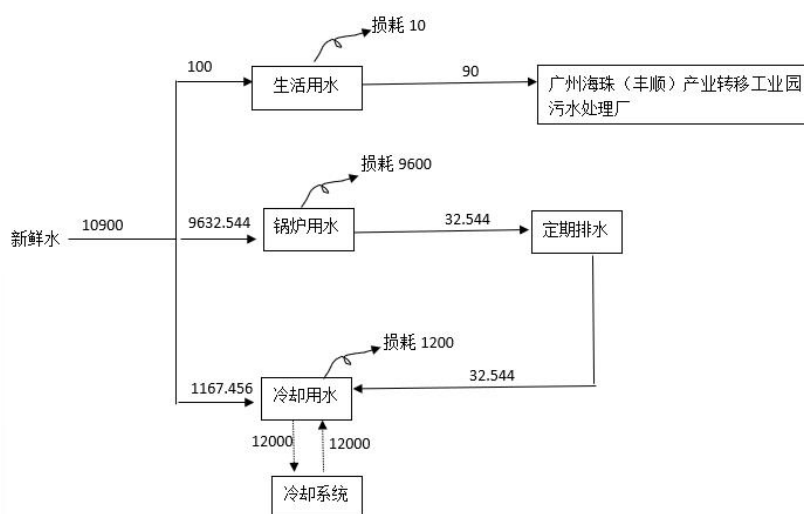 损耗 10
100
生活用水
90
广州海珠（丰顺）产业转移工业园
污水处理厂
损耗 9600
新鲜水
10900
9632.544
锅炉用水
32.544
定期排水
损耗 1200
1167.456
冷却用水
32.544
12000
12000
冷却系统